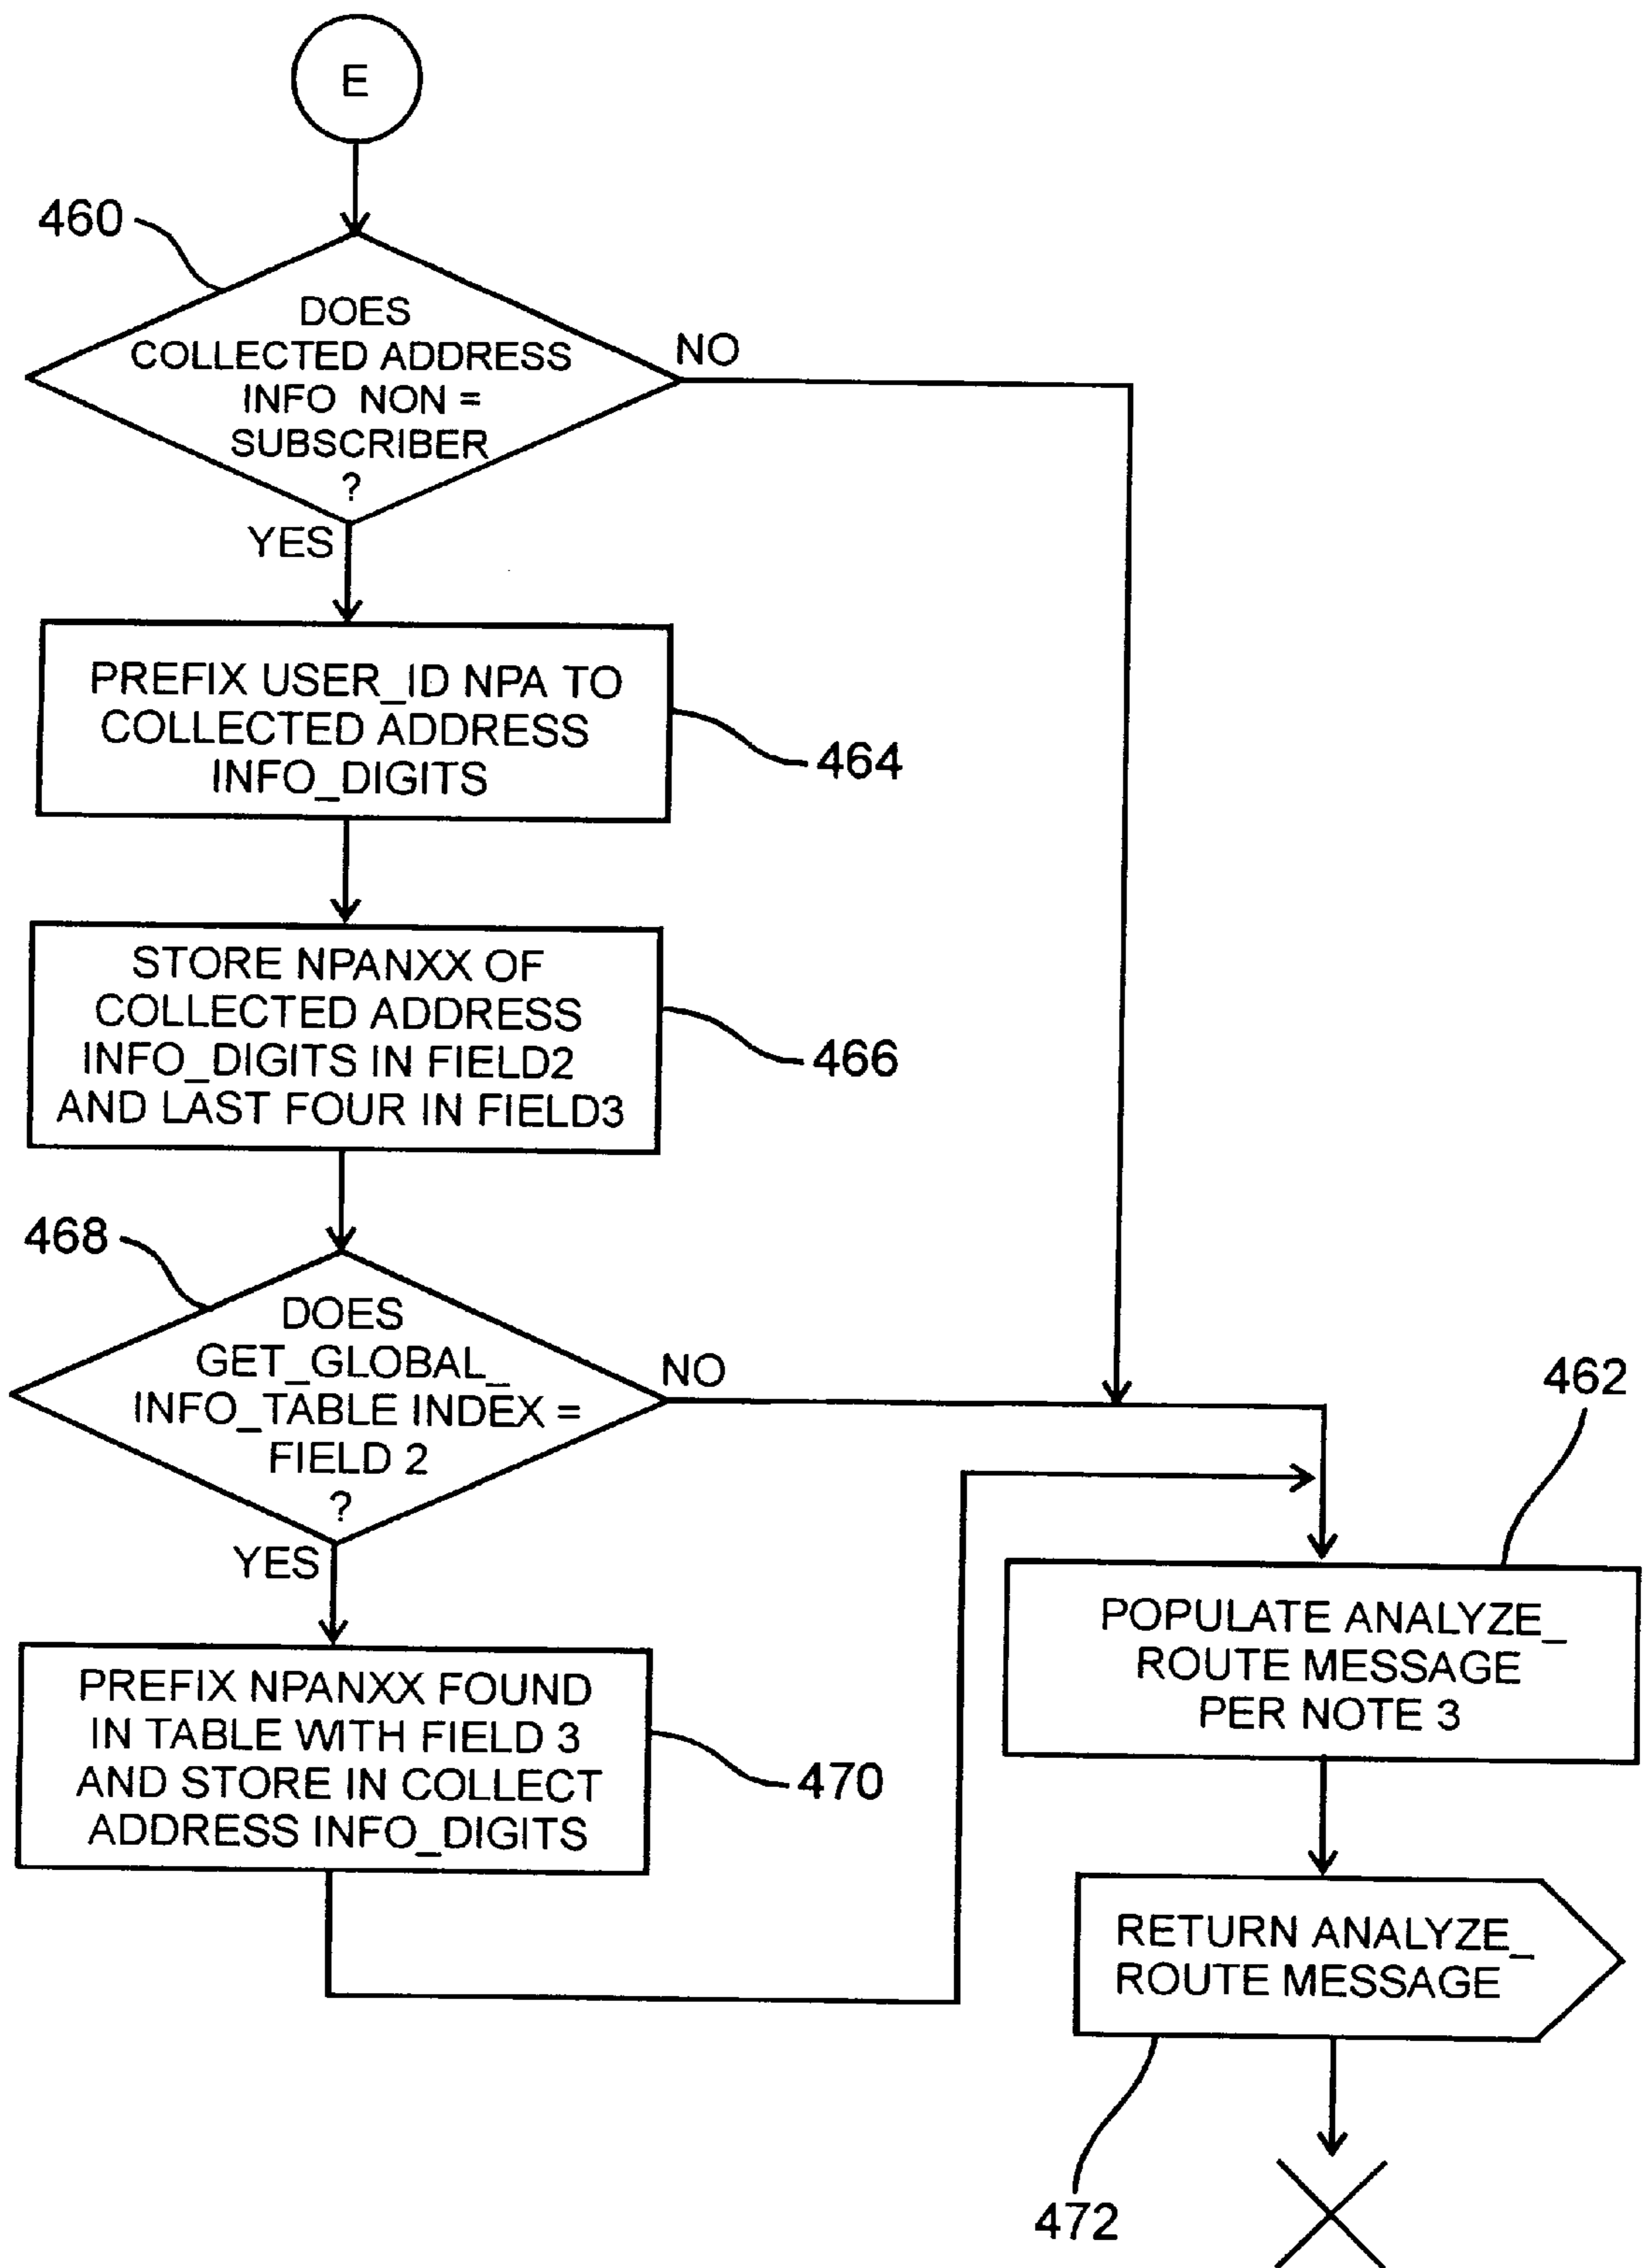 E
460
DOES
COLLECTED ADDRESS
INFO NON =
SUBSCRIBER
?
NO
YES
PREFIX USER_ID NPA TO
COLLECTED ADDRESS
INFO_DIGITS
464
STORE NPANXX OF
COLLECTED ADDRESS
INFO_DIGITS IN FIELD2
AND LAST FOUR IN FIELD3
466
468
DOES
GET_GLOBAL_
INFO_TABLE INDEX =
FIELD 2
?
NO
YES
462
PREFIX NPANXX FOUND
IN TABLE WITH FIELD 3
AND STORE IN COLLECT
ADDRESS INFO_DIGITS
470
POPULATE ANALYZE_
ROUTE MESSAGE
PER NOTE 3
RETURN ANALYZE_
ROUTE MESSAGE
472